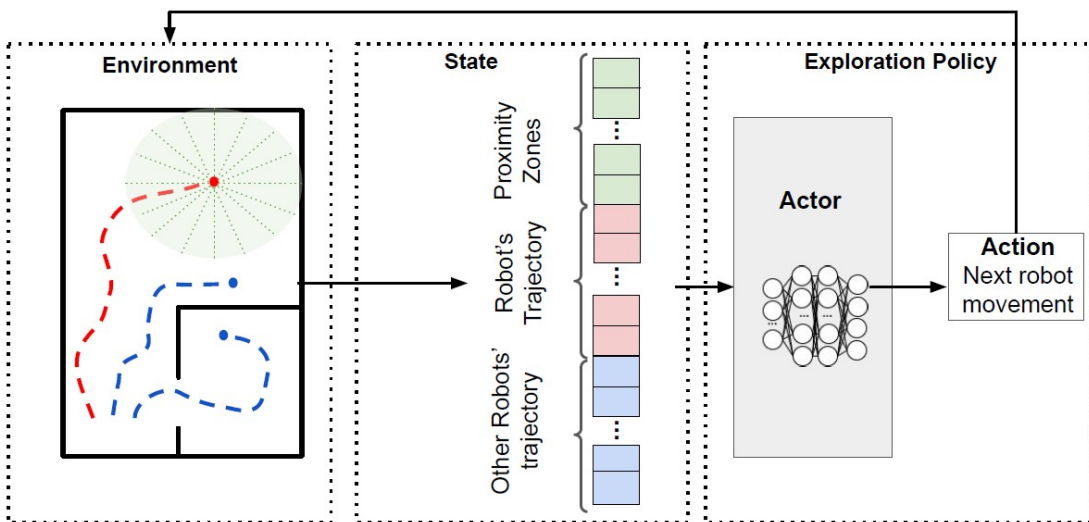 Environment
State
Proximity
Zones
Robot's
Trajectory
Other Robots'
trajectory
Exploration Policy
Actor
Action
Next robot
movement